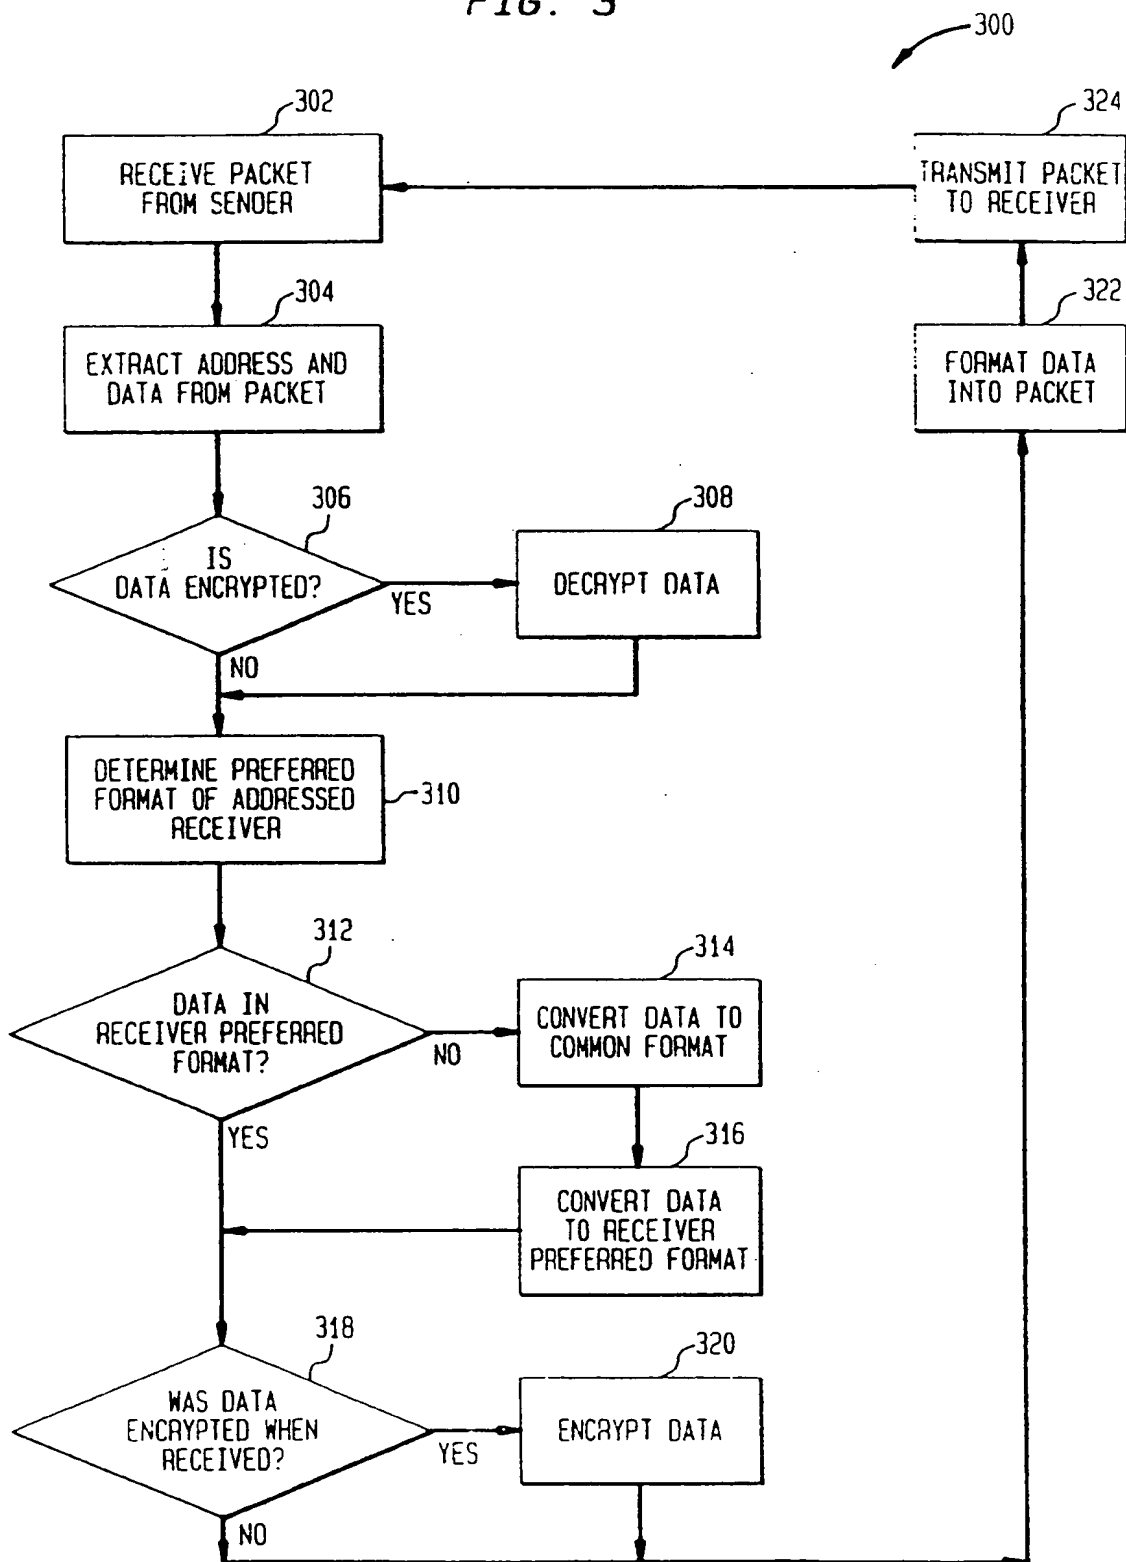 FIG. 3
300
302
RECEIVE PACKET
FROM SENDER
324
TRANSMIT PACKET
TO RECEIVER
304
EXTRACT ADDRESS AND
DATA FROM PACKET
322
FORMAT DATA
INTO PACKET
306
IS
DATA ENCRYPTED?
YES
NO
308
DECRYPT DATA
DETERMINE PREFERRED
FORMAT OF ADDRESSED
RECEIVER
310
312
DATA IN
RECEIVER PREFERRED
FORMAT?
NO
YES
314
CONVERT DATA TO
COMMON FORMAT
316
CONVERT DATA
TO RECEIVER
PREFERRED FORMAT
318
WAS DATA
ENCRYPTED WHEN
RECEIVED?
YES
NO
320
ENCRYPT DATA